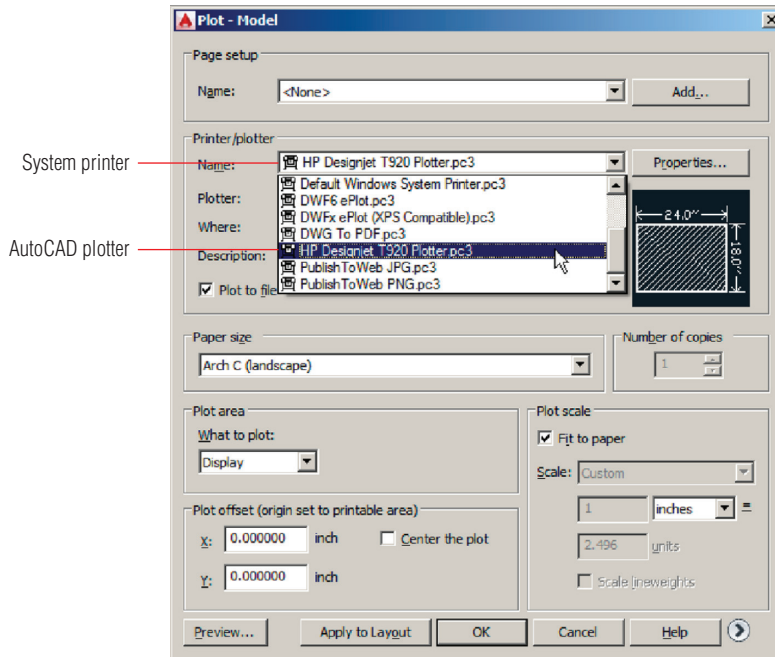 Plot - Model
Page setup
Name: <None> Add...
Printer/plotter
System printer
Name: HP Designjet T920 Plotter.pc3 Properties...
Default Windows System Printer.pc3
Plotter: DWF6 ePlot.pc3
DWFx ePlot (XPS Compatible).pc3
Where: DWG To PDF.pc3
AutoCAD plotter
Description: HP Designjet T920 Plotter.pc3
PublishToWeb JPG.pc3
Plot to file PublishToWeb PNG.pc3
24.0"
18.0"
Paper size
Arch C (landscape)
Number of copies
1
Plot area
What to plot:
Display
Plot scale
Fit to paper
Scale: Custom
1 inches =
2.496 units
Scale lineweights
Plot offset (origin set to printable area)
X: 0.000000 inch Center the plot
Y: 0.000000 inch
Preview... Apply to Layout OK Cancel Help